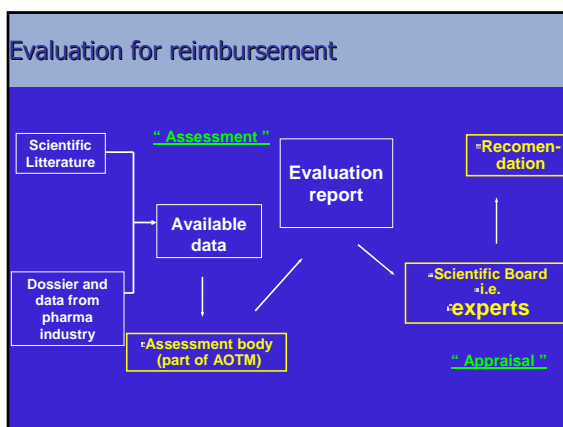 Evaluation for reimbursement
Scientific
Litterature
“ Assessment ”
Evaluation
report
Recomen-
dation
Available
data
Dossier and
data from
pharma
industry
Assessment body
(part of AOTM)
Scientific Board
i.e.
experts
“ Appraisal ”